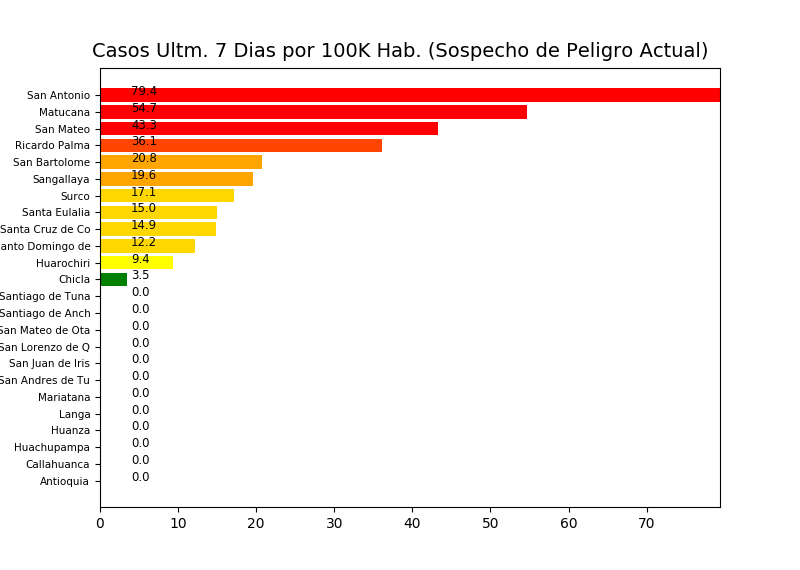 Casos Ultm. 7 Dias por 100K Hab. (Sospecho de Peligro Actual)
San Antonio 79.4
Matucana 54.7
San Mateo 43.3
Ricardo Palma 36.1
San Bartolome 20.8
Sangallaya 19.6
Surco 17.1
Santa Eulalia 15.0
Santa Cruz de Co 14.9
anto Domingo de 12.2
Huarochiri 9.4
Chicla 3.5
Santiago de Tuna 0.0
Santiago de Anch 0.0
San Mateo de Ota 0.0
San Lorenzo de Q 0.0
San Juan de Iris 0.0
San Andres de Tu 0.0
Mariatana 0.0
Langa 0.0
Huanza 0.0
Huachupampa 0.0
Callahuanca 0.0
Antioquia 0.0
0 10 20 30 40 50 60 70